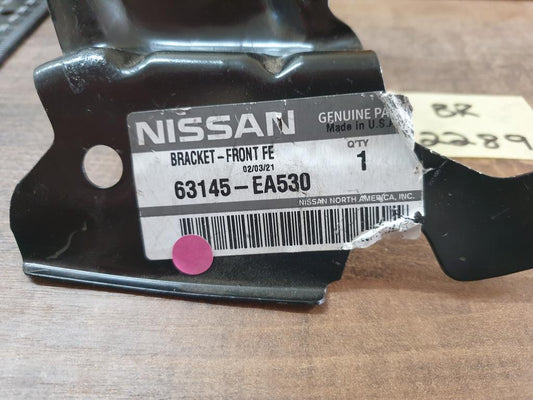 NISSAN
GENUINE PA
Made in U.S.
BRACKET-FRONT FE
02/03/21
Q'TY
1
63145-EA530
NISSAN NORTH AMERICA, INC.
BR
2289